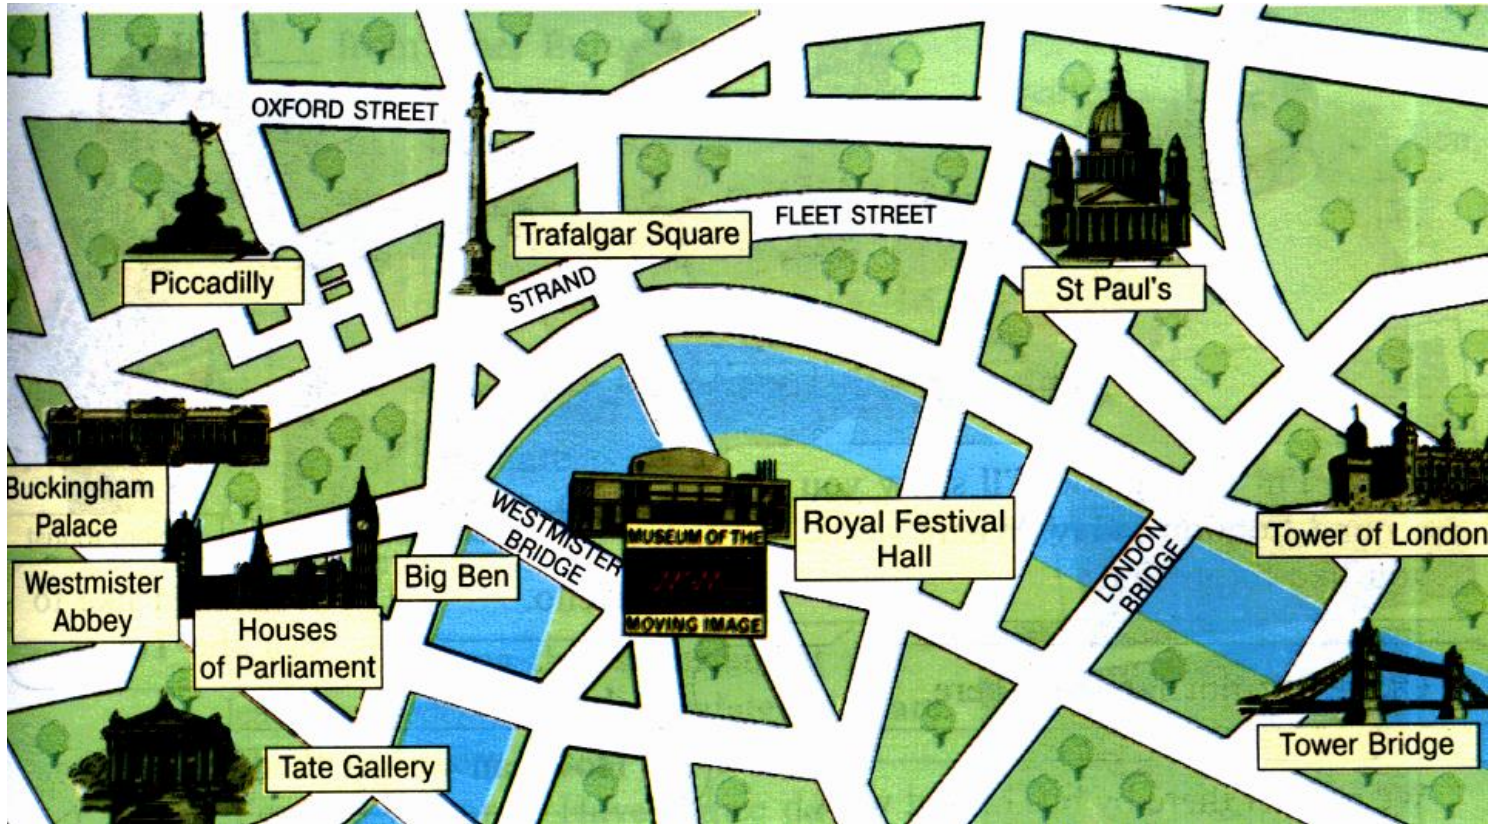 OXFORD STREET
FLEET STREET
Trafalgar Square
Piccadilly
STRAND
St Paul's
Buckingham
Palace
WESTMISTER
BRIDGE
MUSEUM OF THE
MOVING IMAGE
Royal Festival
Hall
LONDON
BRIDGE
Tower of London
Westmister
Abbey
Big Ben
Houses
of Parliament
Tate Gallery
Tower Bridge